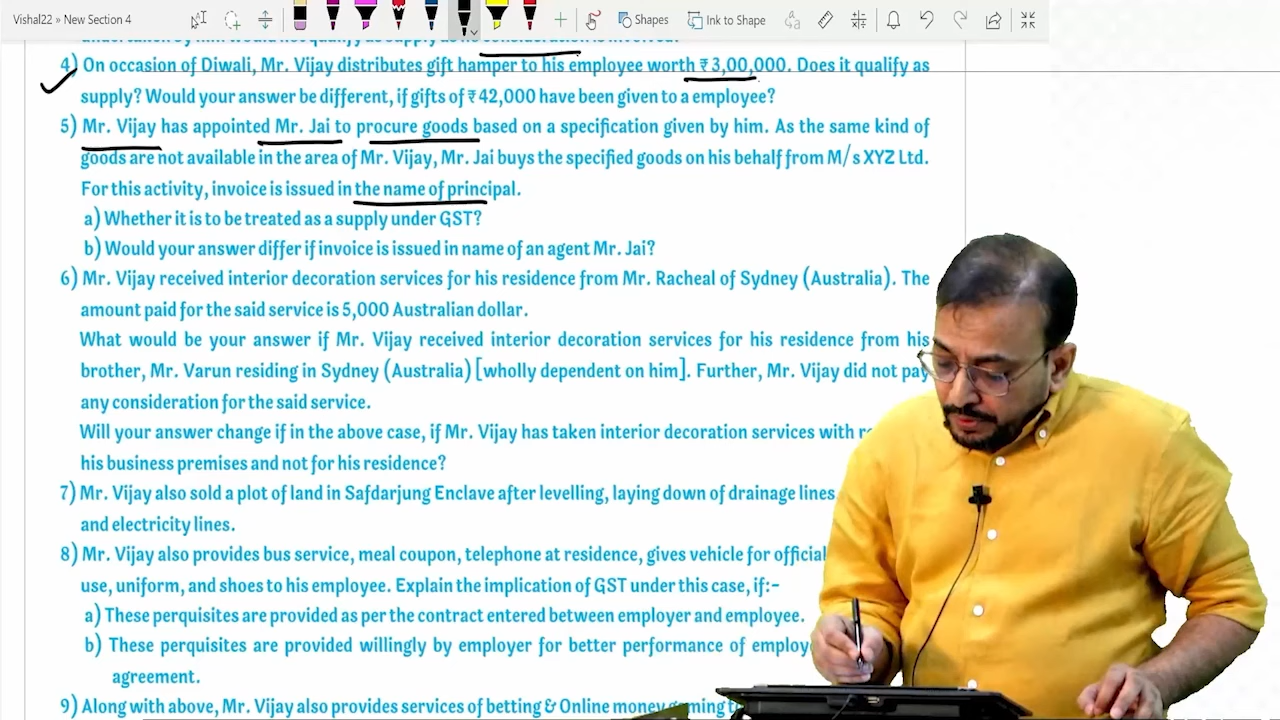 Vishal22 » New Section 4
Shapes
Ink to Shape
4) On occasion of Diwali, Mr. Vijay distributes gift hamper to his employee worth ₹3,00,000. Does it qualify as
supply? Would your answer be different, if gifts of ₹42,000 have been given to a employee?
5) Mr. Vijay has appointed Mr. Jai to procure goods based on a specification given by him. As the same kind of
goods are not available in the area of Mr. Vijay, Mr. Jai buys the specified goods on his behalf from M/s XYZ Ltd.
For this activity, invoice is issued in the name of principal.
a) Whether it is to be treated as a supply under GST?
b) Would your answer differ if invoice is issued in name of an agent Mr. Jai?
6) Mr. Vijay received interior decoration services for his residence from Mr. Racheal of Sydney (Australia). The
amount paid for the said service is 5,000 Australian dollar.
What would be your answer if Mr. Vijay received interior decoration services for his residence from his
brother, Mr. Varun residing in Sydney (Australia) [wholly dependent on him]. Further, Mr. Vijay did not pay
any consideration for the said service.
Will your answer change if in the above case, if Mr. Vijay has taken interior decoration services with
his business premises and not for his residence?
7) Mr. Vijay also sold a plot of land in Safdarjung Enclave after levelling, laying down of drainage lines
and electricity lines.
8) Mr. Vijay also provides bus service, meal coupon, telephone at residence, gives vehicle for official
use, uniform, and shoes to his employee. Explain the implication of GST under this case, if:-
a) These perquisites are provided as per the contract entered between employer and employee.
b) These perquisites are provided willingly by employer for better performance of
agreement.
9) Along with above, Mr. Vijay also provides services of betting & Online money